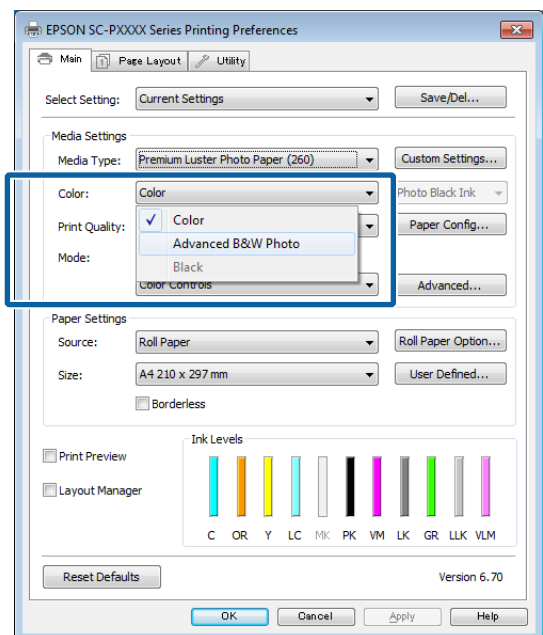 EPSON SC-PXXXX Series Printing Preferences
Main Page Layout Utility
Select Setting: Current Settings Save/Del...
Media Settings
Media Type: Premium Luster Photo Paper (260) Custom Settings...
Color: Color Photo Black Ink
Print Quality: Color Paper Config...
Advanced B&W Photo
Mode:
Black
Color Controls Advanced...
Paper Settings
Source: Roll Paper Roll Paper Option...
Size: A4 210 x 297 mm User Defined...
Borderless
Ink Levels
Print Preview
Layout Manager
C OR Y LC MK PK VM LK GR LLK VLM
Reset Defaults Version 6.70
OK Cancel Apply Help